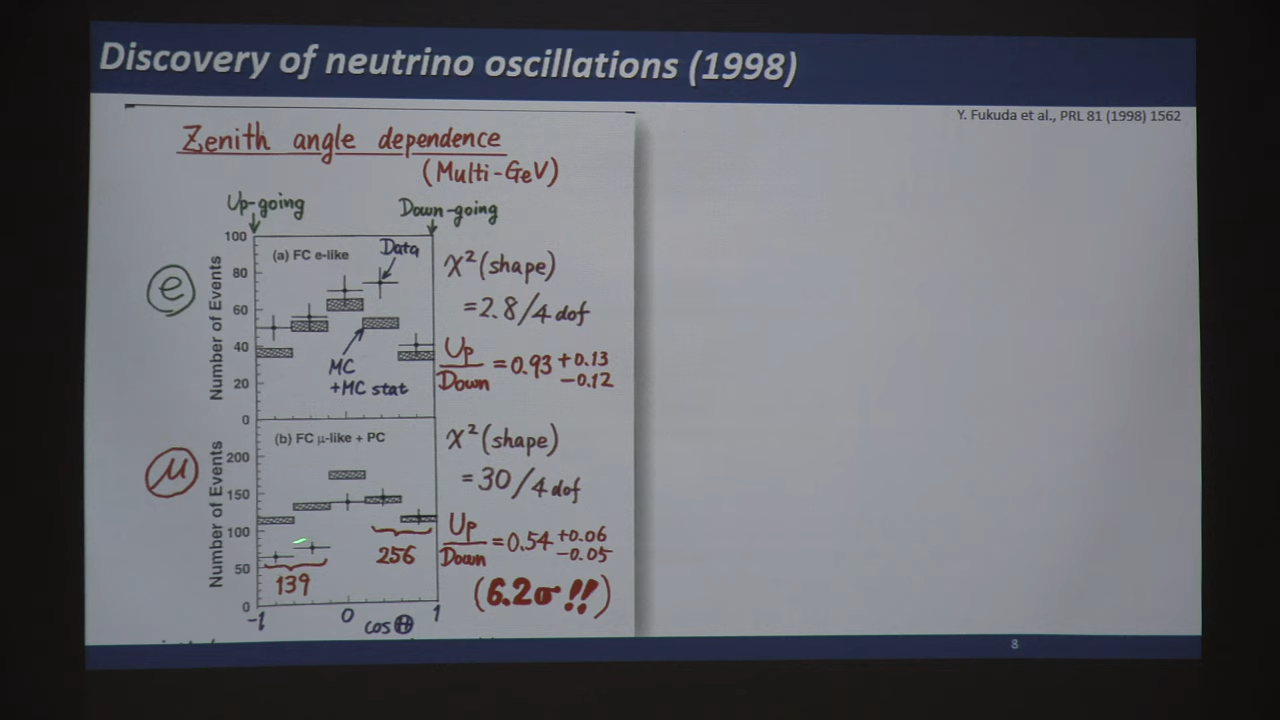 Discovery of neutrino oscillations (1998)
Y. Fukuda et al., PRL 81 (1998) 1562
Zenith angle dependence
(Multi-GeV)
Up-going
Down-going
100
80
60
40
20
0
Number of Events
(a) FC e-like
Data
MC
+MC stat
e
χ² (shape)
=2.8/4 dof
Up
Down
=0.93 +0.13
-0.12
200
150
100
50
0
Number of Events
(b) FC μ-like + PC
μ
139
256
-1
0
1
cos Θ
χ² (shape)
=30/4 dof
Up
Down
=0.54 +0.06
-0.05
(6.2σ!!)
8